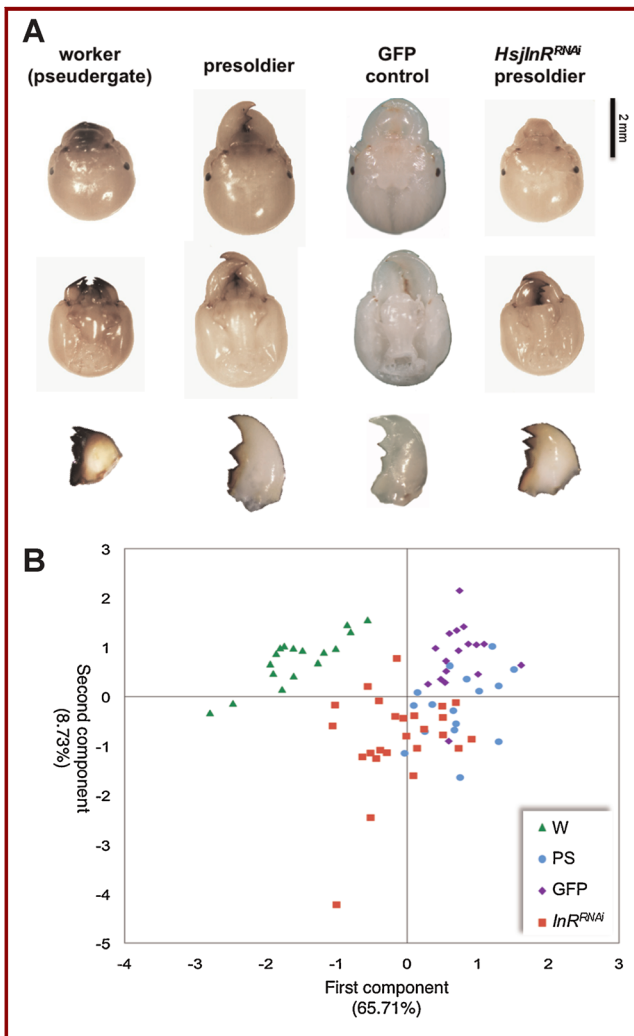 A
worker
(pseudergate)
presoldier
GFP
control
HsjInR^RNAi
presoldier
2 mm
B
3
2
1
0
-1
-2
-3
-4
-5
Second component
(8.73%)
-4
-3
-2
-1
0
1
2
3
First component
(65.71%)
W
PS
GFP
InR^RNAi